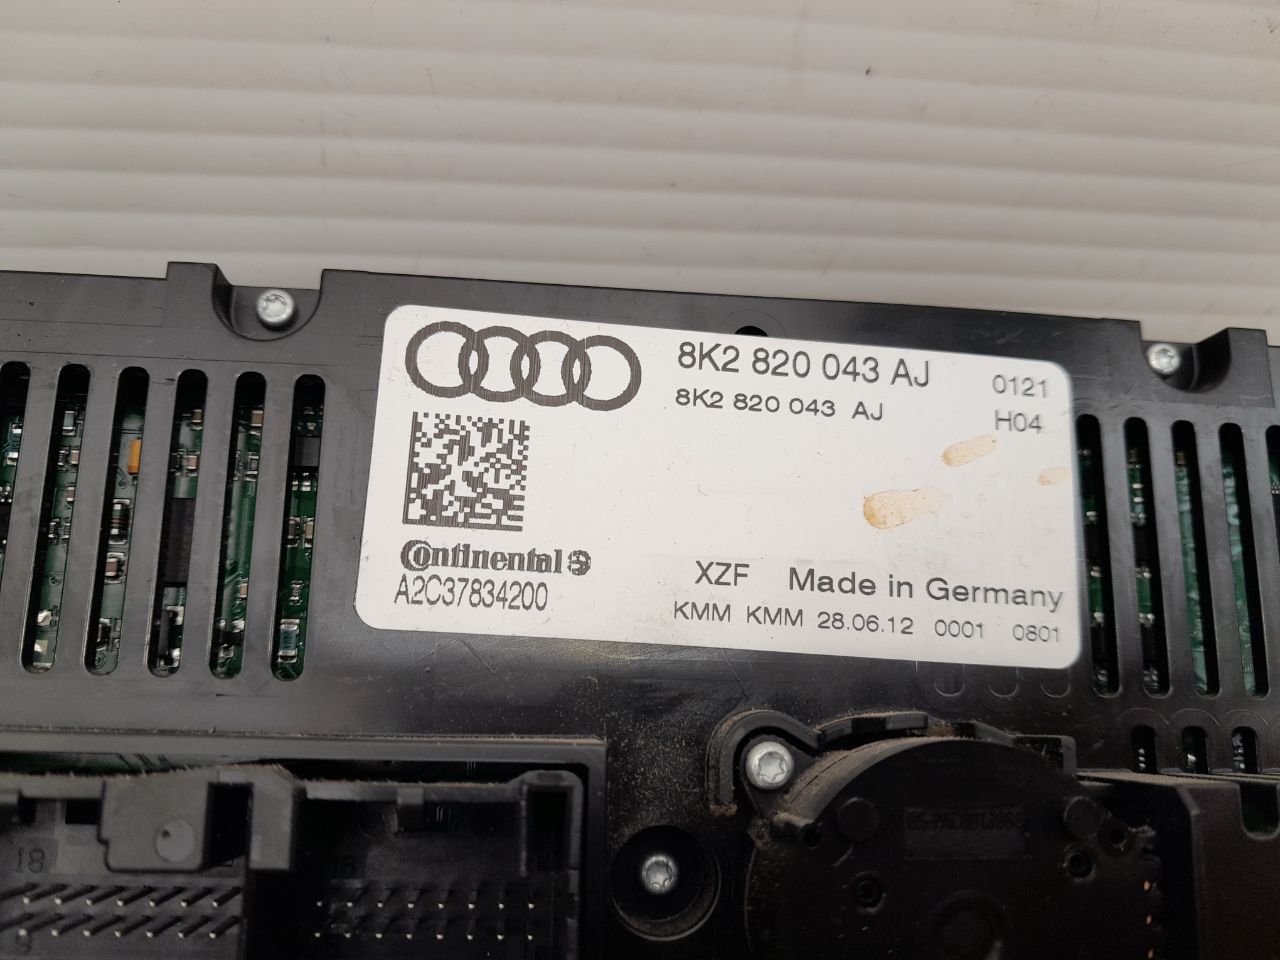 8K2 820 043 AJ 0121
8K2 820 043 AJ H04
Continental
A2C37834200
XZF Made in Germany
KMM KMM 28.06.12 0001 0801
18
16